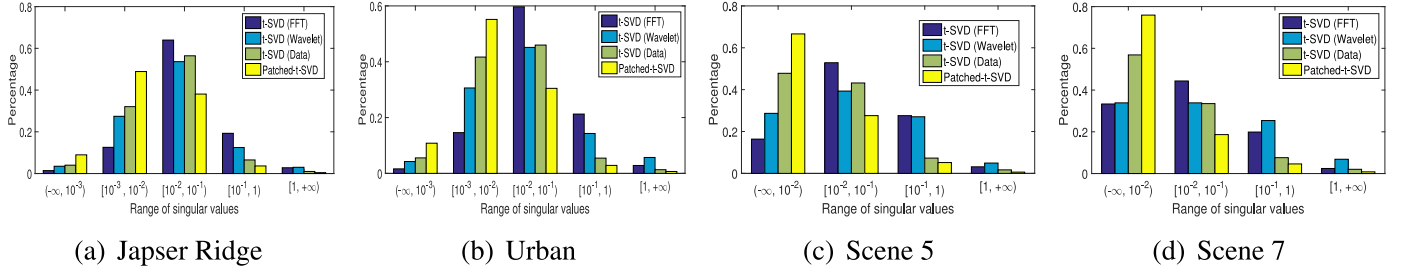 Percentage
0.8
0.6
0.4
0.2
0
t-SVD (FFT)
t-SVD (Wavelet)
t-SVD (Data)
Patched-t-SVD
(-∞, 10⁻³) [10⁻³, 10⁻²) [10⁻², 10⁻¹) [10⁻¹, 1) [1, +∞)
Range of singular values
(a) Japser Ridge
Percentage
0.6
0.4
0.2
0
t-SVD (FFT)
t-SVD (Wavelet)
t-SVD (Data)
Patched-t-SVD
(-∞, 10⁻³) [10⁻³, 10⁻²) [10⁻², 10⁻¹) [10⁻¹, 1) [1, +∞)
Range of singular values
(b) Urban
Percentage
0.8
0.6
0.4
0.2
0
t-SVD (FFT)
t-SVD (Wavelet)
t-SVD (Data)
Patched-t-SVD
(-∞, 10⁻²) [10⁻², 10⁻¹) [10⁻¹, 1) [1, +∞)
Range of singular values
(c) Scene 5
Percentage
0.8
0.6
0.4
0.2
0
t-SVD (FFT)
t-SVD (Wavelet)
t-SVD (Data)
Patched-t-SVD
(-∞, 10⁻²) [10⁻², 10⁻¹) [10⁻¹, 1) [1, +∞)
Range of singular values
(d) Scene 7